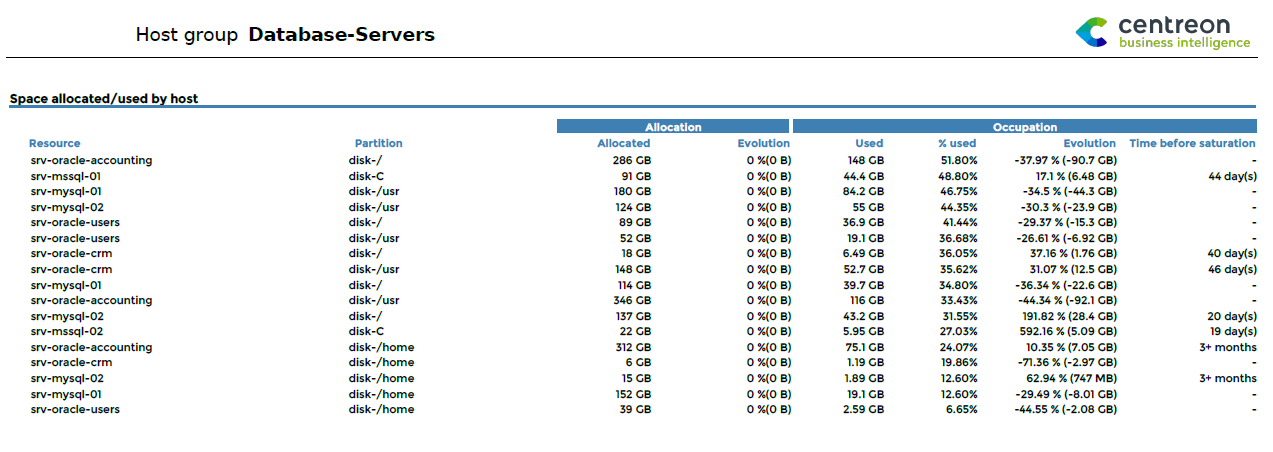 Host group Database-Servers
centreon
business intelligence
Space allocated/used by host
Allocation Occupation
Resource Partition Allocated Evolution Used % used Evolution Time before saturation
srv-oracle-accounting disk-/ 286 GB 0 %(0 B) 148 GB 51.80% -37.97 % (-90.7 GB) -
srv-mssql-01 disk-C 91 GB 0 %(0 B) 44.4 GB 48.80% 17.1 % (6.48 GB) 44 day(s)
srv-mysql-01 disk-/usr 180 GB 0 %(0 B) 84.2 GB 46.75% -34.5 % (-44.3 GB) -
srv-mysql-02 disk-/usr 124 GB 0 %(0 B) 55 GB 44.35% -30.3 % (-23.9 GB) -
srv-oracle-users disk-/ 89 GB 0 %(0 B) 36.9 GB 41.44% -29.37 % (-15.3 GB) -
srv-oracle-users disk-/usr 52 GB 0 %(0 B) 19.1 GB 36.68% -26.61 % (-6.92 GB) -
srv-oracle-crm disk-/ 18 GB 0 %(0 B) 6.49 GB 36.05% 37.16 % (1.76 GB) 40 day(s)
srv-oracle-crm disk-/usr 148 GB 0 %(0 B) 52.7 GB 35.62% 31.07 % (12.5 GB) 46 day(s)
srv-mysql-01 disk-/ 114 GB 0 %(0 B) 39.7 GB 34.80% -36.34 % (-22.6 GB) -
srv-oracle-accounting disk-/usr 346 GB 0 %(0 B) 116 GB 33.43% -44.34 % (-92.1 GB) -
srv-mysql-02 disk-/ 137 GB 0 %(0 B) 43.2 GB 31.55% 191.82 % (28.4 GB) 20 day(s)
srv-mssql-02 disk-C 22 GB 0 %(0 B) 5.95 GB 27.03% 592.16 % (5.09 GB) 19 day(s)
srv-oracle-accounting disk-/home 312 GB 0 %(0 B) 75.1 GB 24.07% 10.35 % (7.05 GB) 3+ months
srv-oracle-crm disk-/home 6 GB 0 %(0 B) 1.19 GB 19.86% -71.36 % (-2.97 GB) -
srv-mysql-02 disk-/home 15 GB 0 %(0 B) 1.89 GB 12.60% 62.94 % (747 MB) 3+ months
srv-mysql-01 disk-/home 152 GB 0 %(0 B) 19.1 GB 12.60% -29.49 % (-8.01 GB) -
srv-oracle-users disk-/home 39 GB 0 %(0 B) 2.59 GB 6.65% -44.55 % (-2.08 GB) -